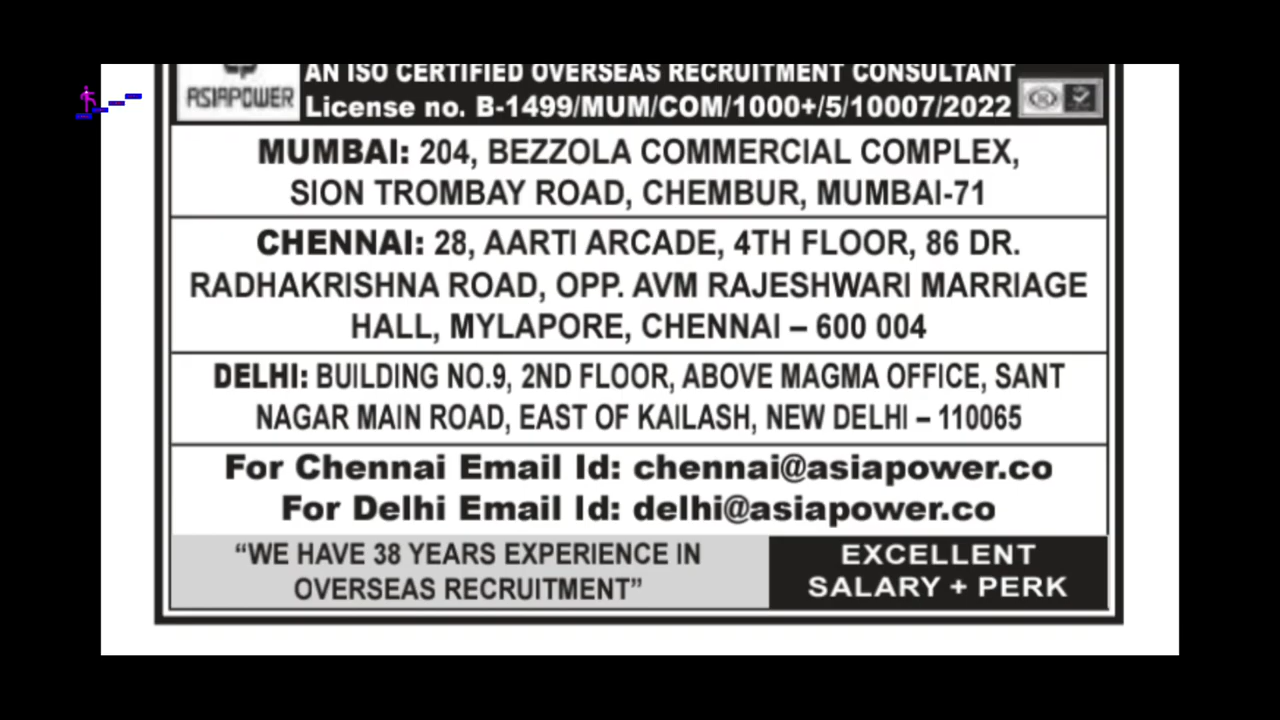 AN ISO CERTIFIED OVERSEAS RECRUITMENT CONSULTANT
ASIAPOWER
License no. B-1499/MUM/COM/1000+/5/10007/2022
MUMBAI: 204, BEZZOLA COMMERCIAL COMPLEX,
SION TROMBAY ROAD, CHEMBUR, MUMBAI-71
CHENNAI: 28, AARTI ARCADE, 4TH FLOOR, 86 DR.
RADHAKRISHNA ROAD, OPP. AVM RAJESHWARI MARRIAGE
HALL, MYLAPORE, CHENNAI – 600 004
DELHI: BUILDING NO.9, 2ND FLOOR, ABOVE MAGMA OFFICE, SANT
NAGAR MAIN ROAD, EAST OF KAILASH, NEW DELHI – 110065
For Chennai Email Id: chennai@asiapower.co
For Delhi Email Id: delhi@asiapower.co
“WE HAVE 38 YEARS EXPERIENCE IN
OVERSEAS RECRUITMENT”
EXCELLENT
SALARY + PERK